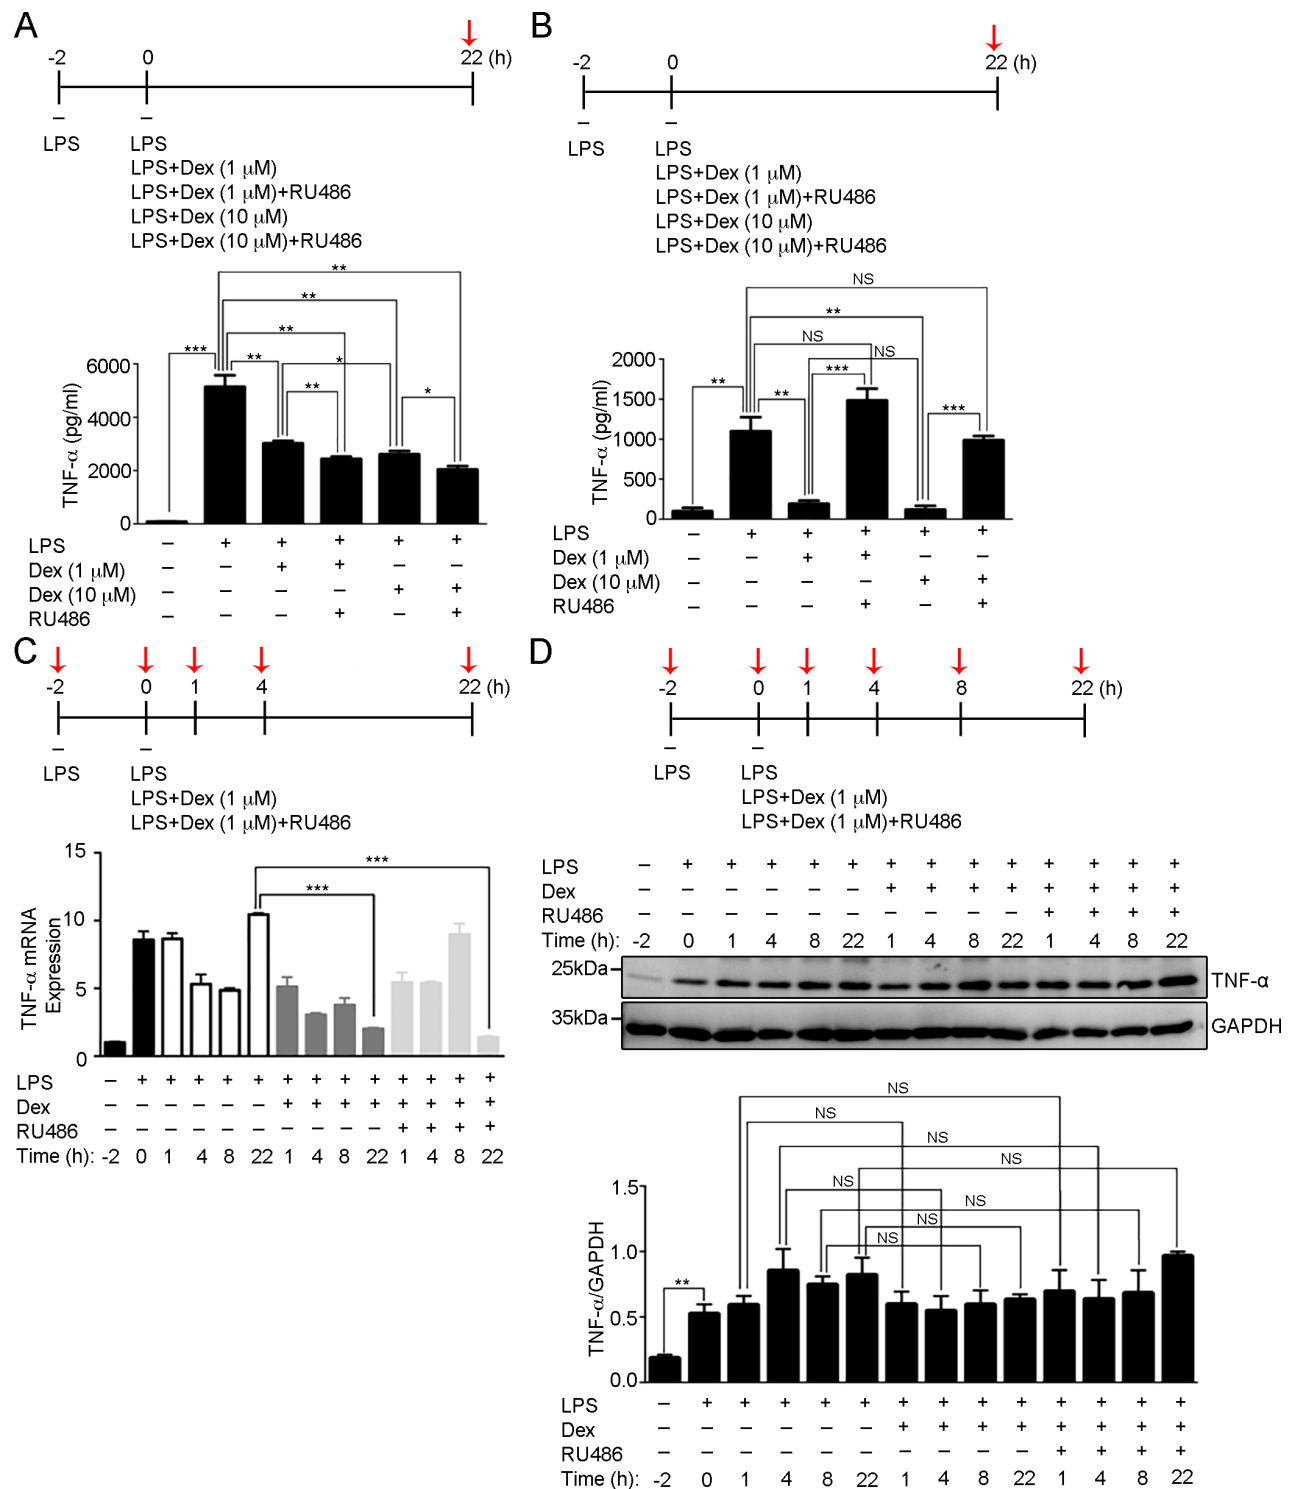 A
-2 0 22 (h)
– –
LPS LPS
LPS+Dex (1 μM)
LPS+Dex (1 μM)+RU486
LPS+Dex (10 μM)
LPS+Dex (10 μM)+RU486
**
**
**
*** ** *
** *
TNF-α (pg/ml)
6000
4000
2000
0
LPS – + + + + +
Dex (1 μM) – – + + – –
Dex (10 μM) – – – – + +
RU486 – – – + – +
B
-2 0 22 (h)
– –
LPS LPS
LPS+Dex (1 μM)
LPS+Dex (1 μM)+RU486
LPS+Dex (10 μM)
LPS+Dex (10 μM)+RU486
NS
**
NS
NS
***
** ** ***
TNF-α (pg/ml)
2000
1500
1000
500
0
LPS – + + + + +
Dex (1 μM) – – + + – –
Dex (10 μM) – – – – + +
RU486 – – – + – +
C
-2 0 1 4 22 (h)
– –
LPS LPS
LPS+Dex (1 μM)
LPS+Dex (1 μM)+RU486
***
***
TNF-α mRNA
Expression
15
10
5
0
LPS – + + + + + + + + + + + + +
Dex – – – – – – + + + + + + + +
RU486 – – – – – – – – – – + + + +
Time (h): -2 0 1 4 8 22 1 4 8 22 1 4 8 22
D
-2 0 1 4 8 22 (h)
– –
LPS LPS
LPS+Dex (1 μM)
LPS+Dex (1 μM)+RU486
LPS – + + + + + + + + + + + + +
Dex – – – – – – + + + + + + + +
RU486 – – – – – – – – – – + + + +
Time (h): -2 0 1 4 8 22 1 4 8 22 1 4 8 22
25kDa TNF-α
35kDa GAPDH
NS
NS
NS
NS
NS
NS
NS
NS
**
TNF-α/GAPDH
1.5
1.0
0.5
0.0
LPS – + + + + + + + + + + + + +
Dex – – – – – – + + + + + + + +
RU486 – – – – – – – – – – + + + +
Time (h): -2 0 1 4 8 22 1 4 8 22 1 4 8 22